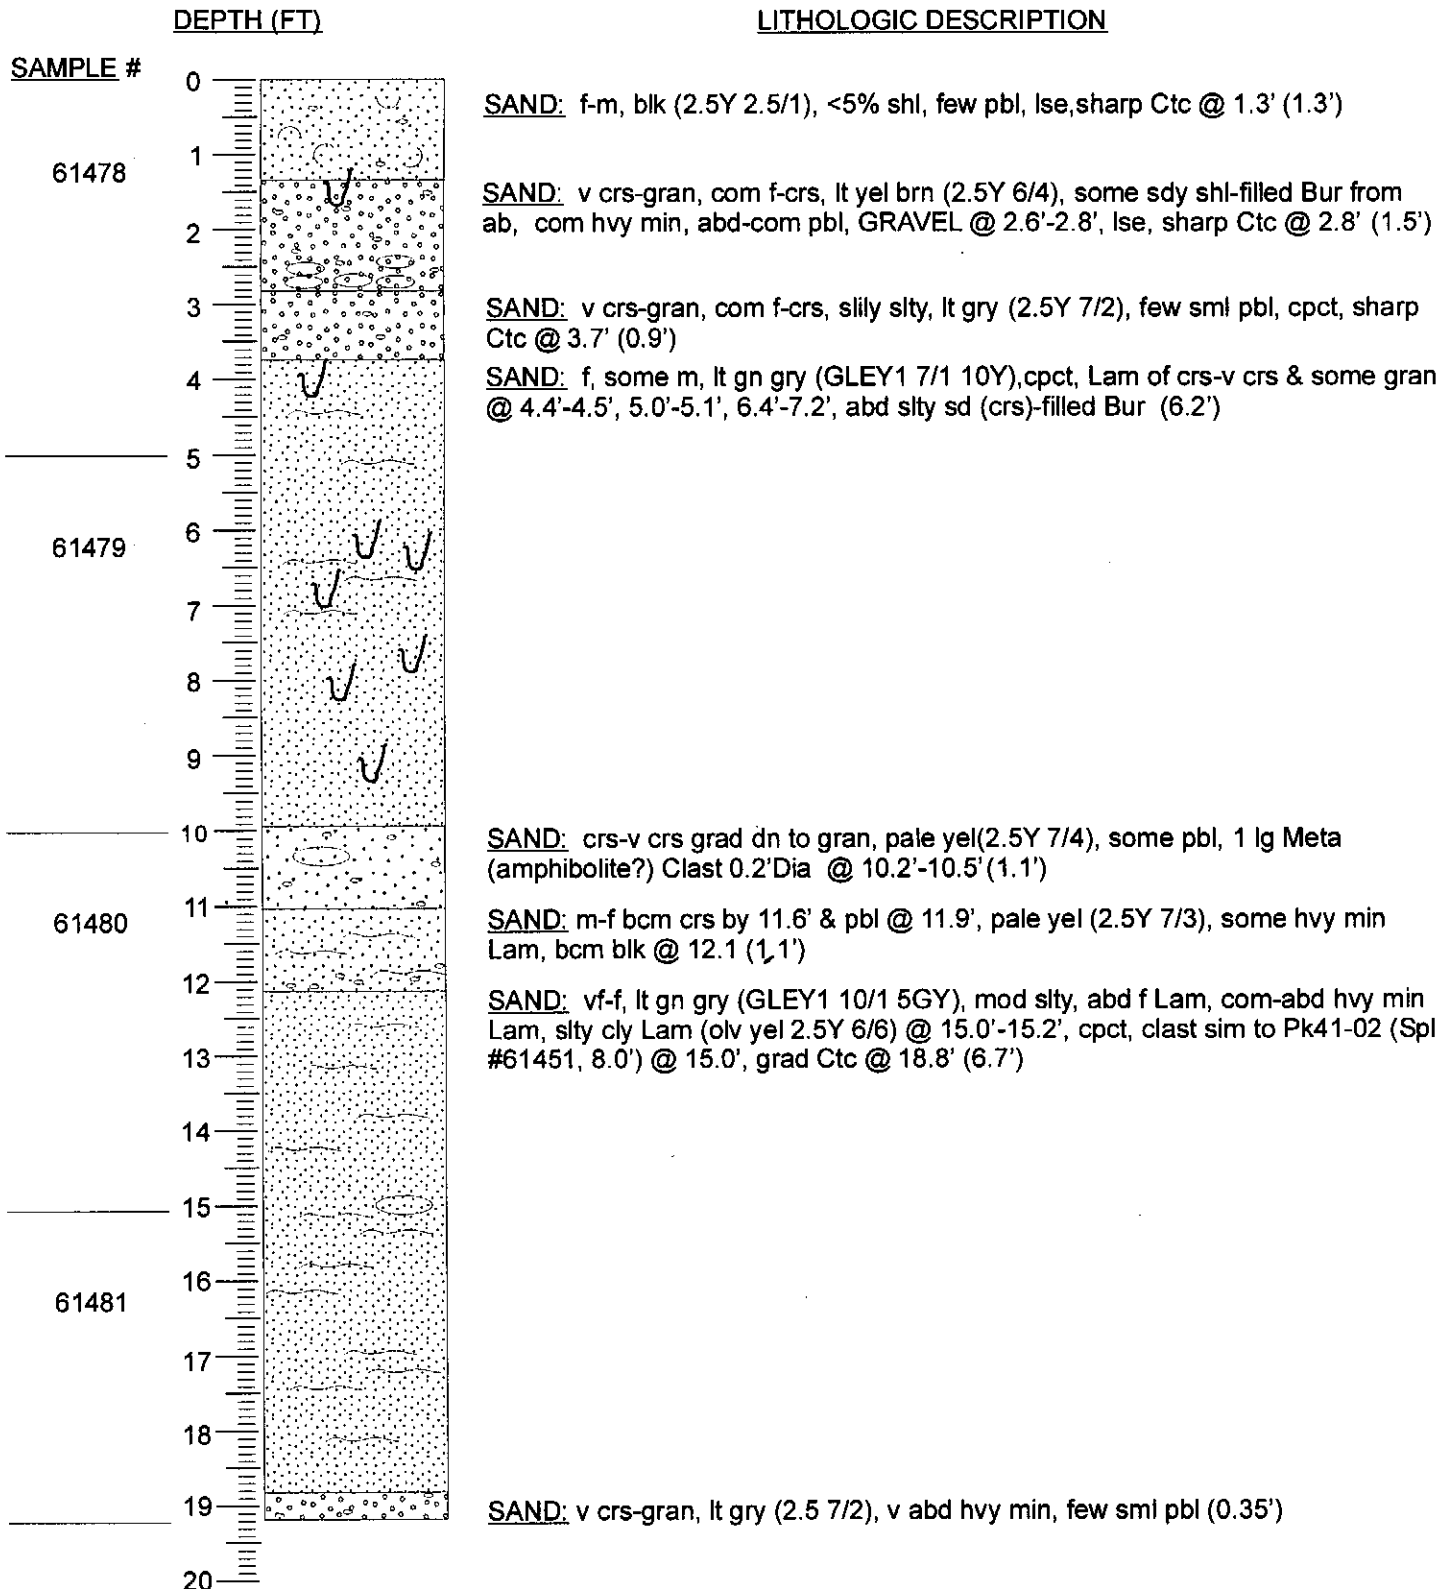 DEPTH (FT)
LITHOLOGIC DESCRIPTION
SAMPLE #
0
SAND: f-m, blk (2.5Y 2.5/1), <5% shl, few pbl, lse,sharp Ctc @ 1.3' (1.3')
1
61478
SAND: v crs-gran, com f-crs, lt yel brn (2.5Y 6/4), some sdy shl-filled Bur from
ab, com hvy min, abd-com pbl, GRAVEL @ 2.6'-2.8', lse, sharp Ctc @ 2.8' (1.5')
2
3
SAND: v crs-gran, com f-crs, slily slty, lt gry (2.5Y 7/2), few sml pbl, cpct, sharp
Ctc @ 3.7' (0.9')
4
SAND: f, some m, lt gn gry (GLEY1 7/1 10Y),cpct, Lam of crs-v crs & some gran
@ 4.4'-4.5', 5.0'-5.1', 6.4'-7.2', abd slty sd (crs)-filled Bur (6.2')
5
6
61479
7
8
9
10
SAND: crs-v crs grad dn to gran, pale yel(2.5Y 7/4), some pbl, 1 lg Meta
(amphibolite?) Clast 0.2'Dia @ 10.2'-10.5'(1.1')
11
61480
SAND: m-f bcm crs by 11.6' & pbl @ 11.9', pale yel (2.5Y 7/3), some hvy min
Lam, bcm blk @ 12.1 (1.1')
12
SAND: vf-f, lt gn gry (GLEY1 10/1 5GY), mod slty, abd f Lam, com-abd hvy min
Lam, slty cly Lam (olv yel 2.5Y 6/6) @ 15.0'-15.2', cpct, clast sim to Pk41-02 (Spl
#61451, 8.0') @ 15.0', grad Ctc @ 18.8' (6.7')
13
14
15
16
61481
17
18
19
SAND: v crs-gran, lt gry (2.5 7/2), v abd hvy min, few sml pbl (0.35')
20